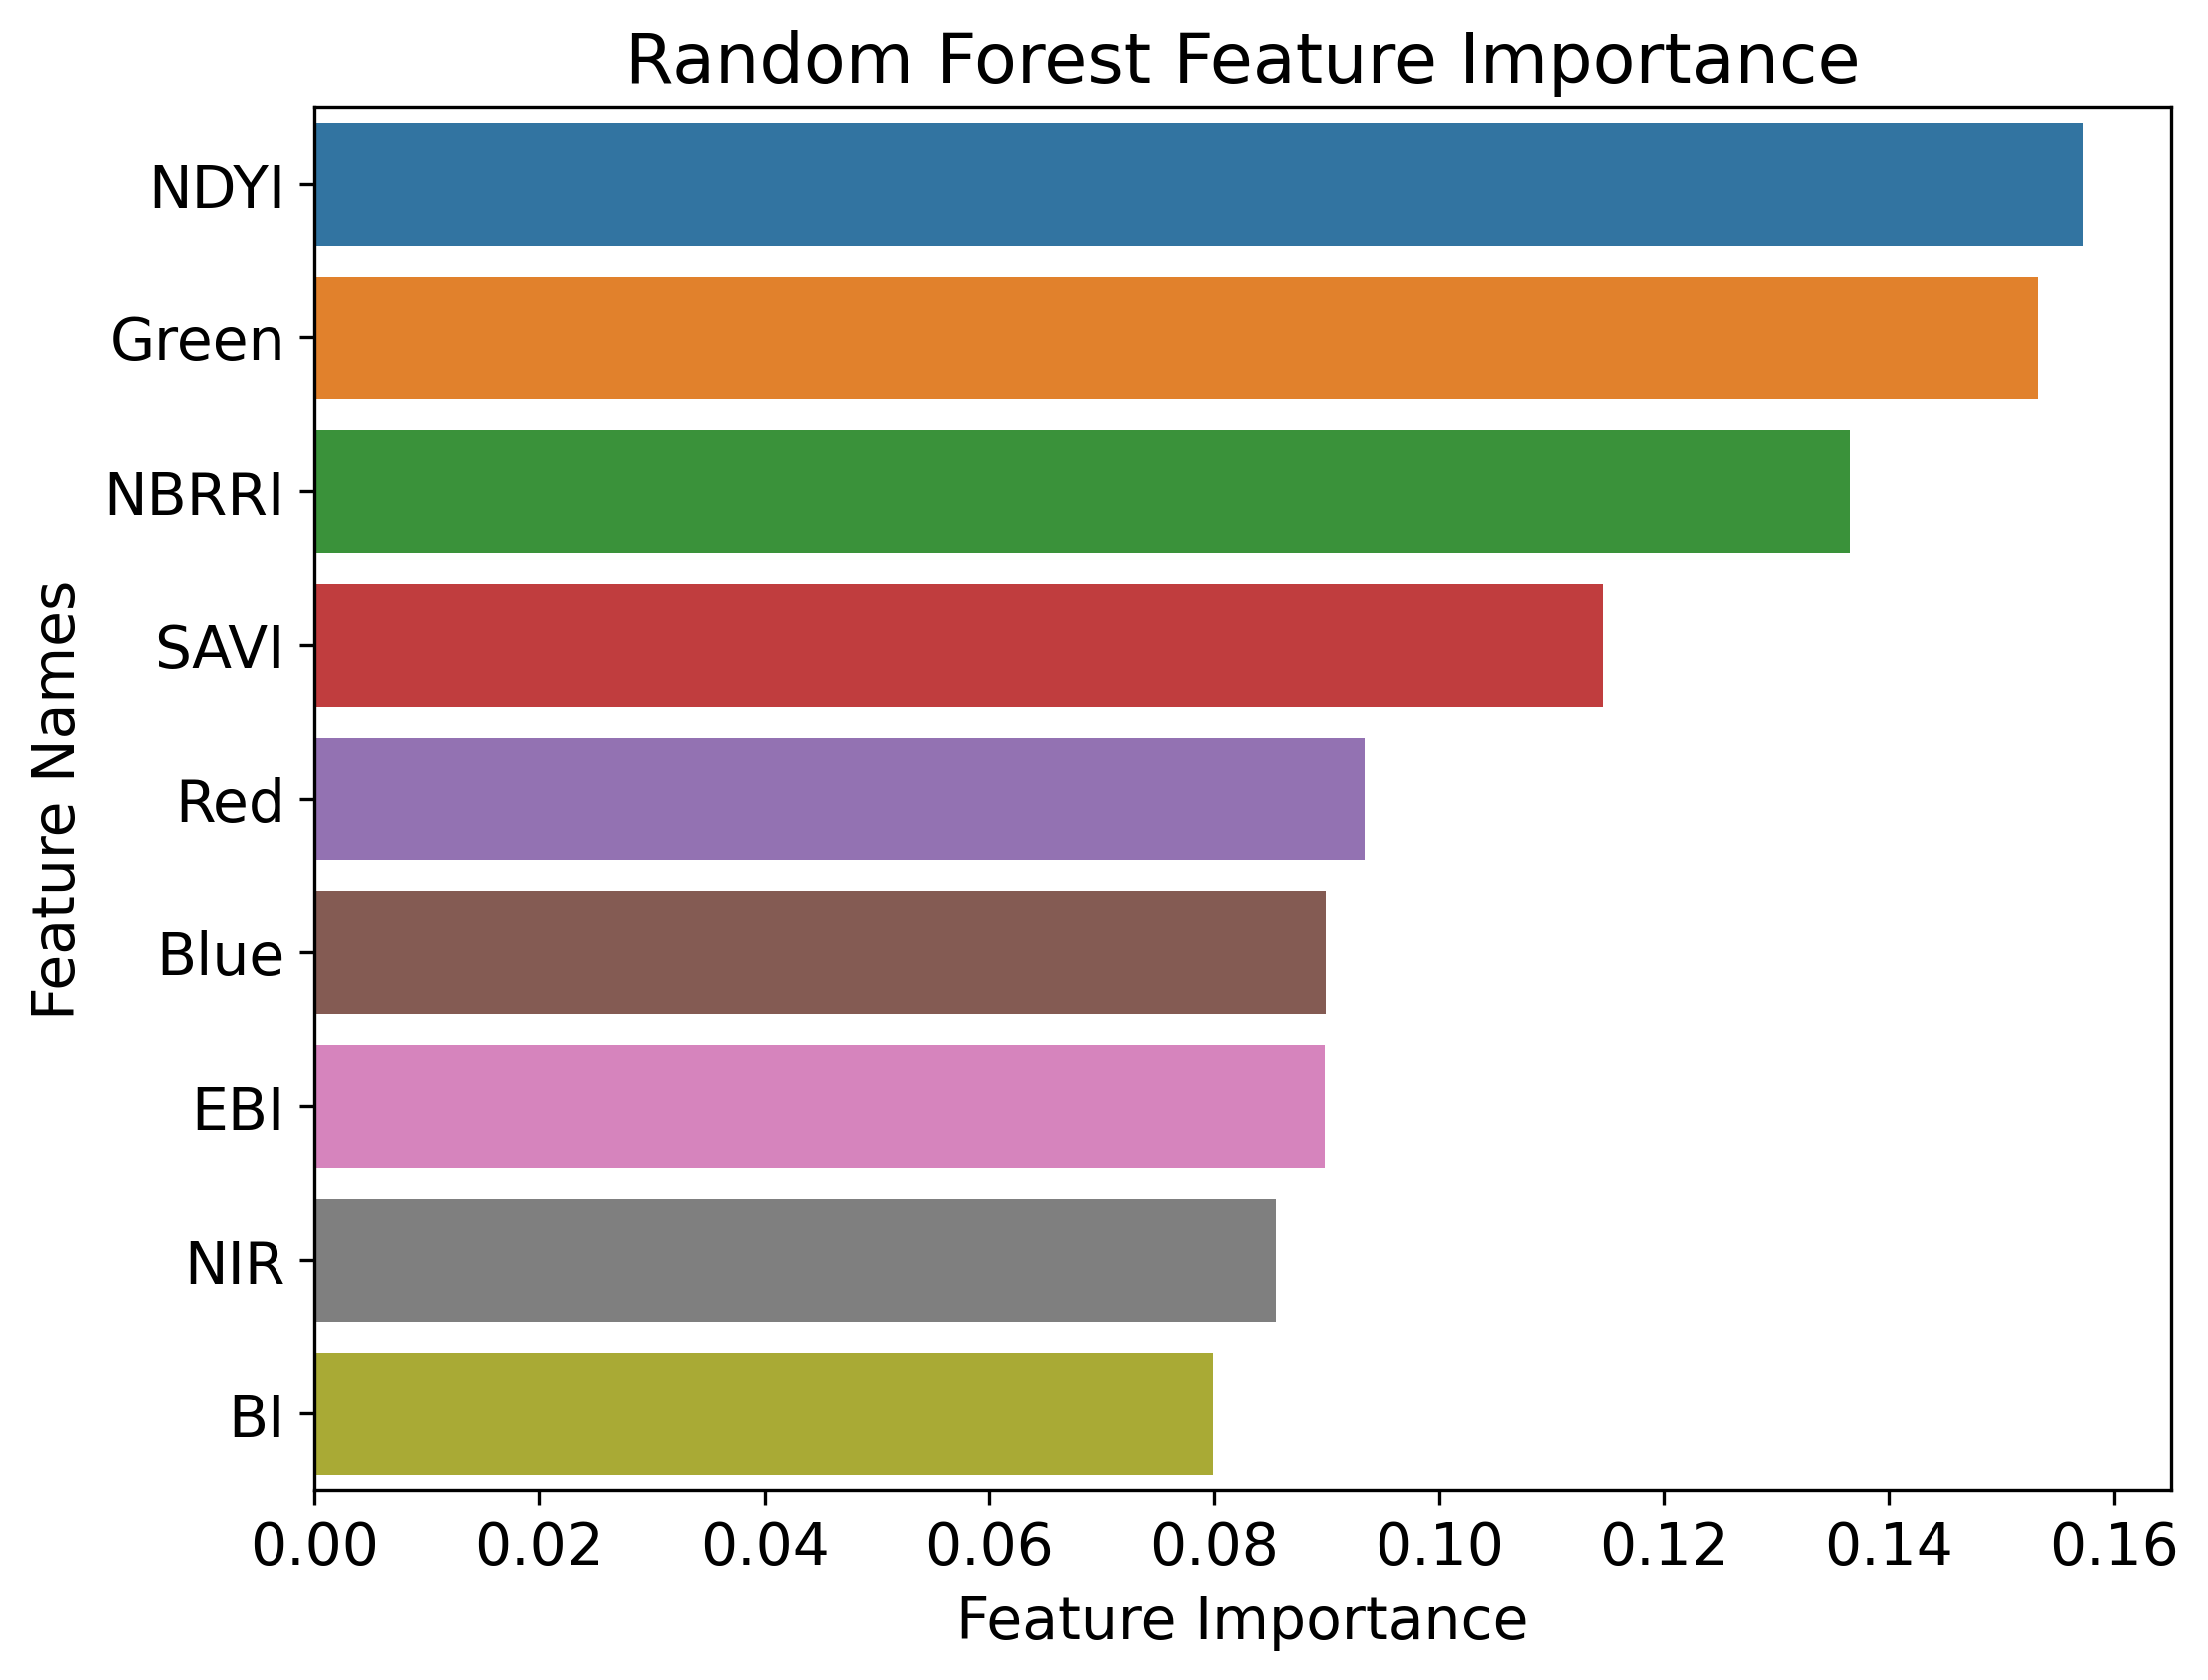 Random Forest Feature Importance
Feature Names
NDYI
Green
NBRRI
SAVI
Red
Blue
EBI
NIR
BI
0.00 0.02 0.04 0.06 0.08 0.10 0.12 0.14 0.16
Feature Importance